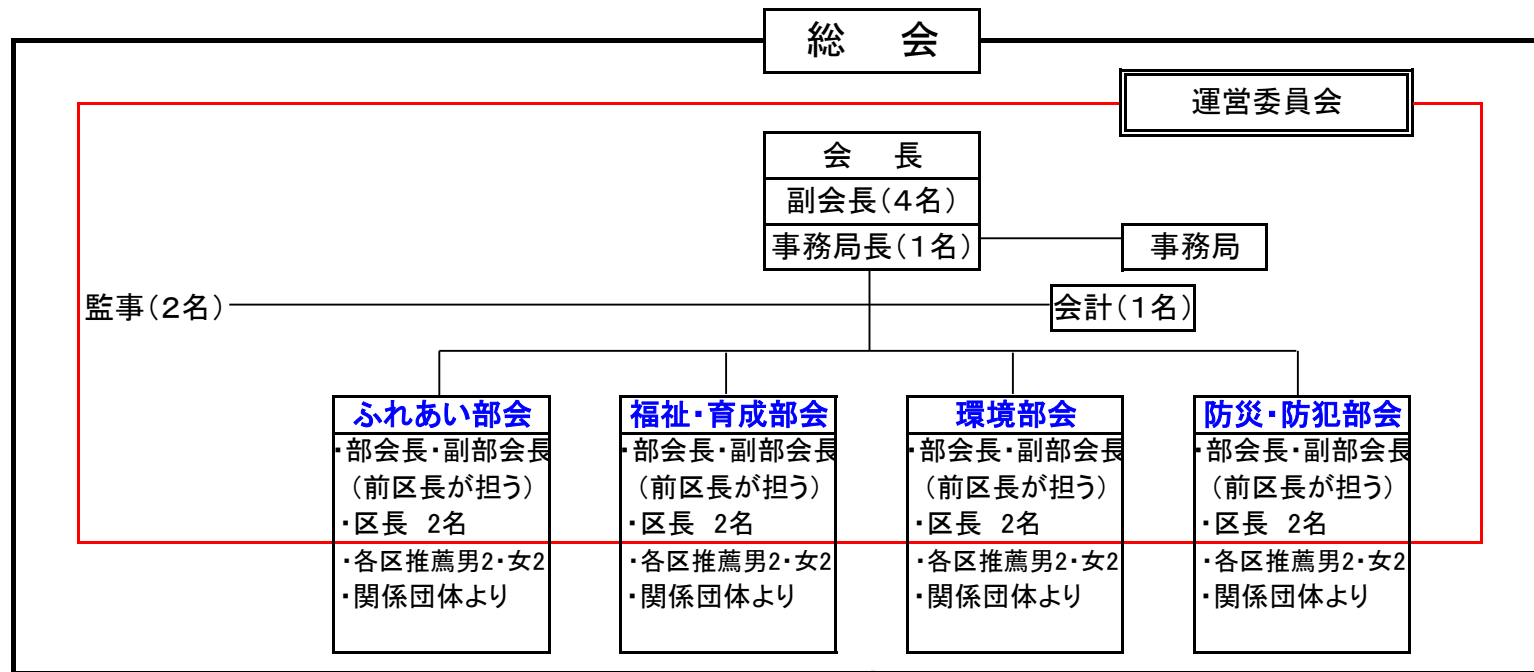 総 会
運営委員会
会 長
副会長(4名)
事務局長(1名)
事務局
監事(2名)
会計(1名)
ふれあい部会
・部会長・副部会長
(前区長が担う)
・区長 2名
・各区推薦男2・女2
・関係団体より
福祉・育成部会
・部会長・副部会長
(前区長が担う)
・区長 2名
・各区推薦男2・女2
・関係団体より
環境部会
・部会長・副部会長
(前区長が担う)
・区長 2名
・各区推薦男2・女2
・関係団体より
防災・防犯部会
・部会長・副部会長
(前区長が担う)
・区長 2名
・各区推薦男2・女2
・関係団体より